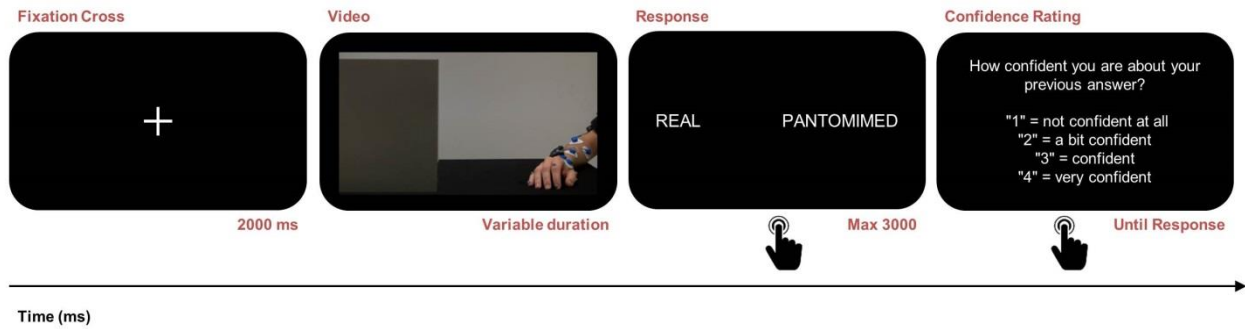 Fixation Cross
Video
Response
Confidence Rating
REAL
PANTOMIMED
How confident you are about your
previous answer?
"1" = not confident at all
"2" = a bit confident
"3" = confident
"4" = very confident
2000 ms
Variable duration
Max 3000
Until Response
Time (ms)